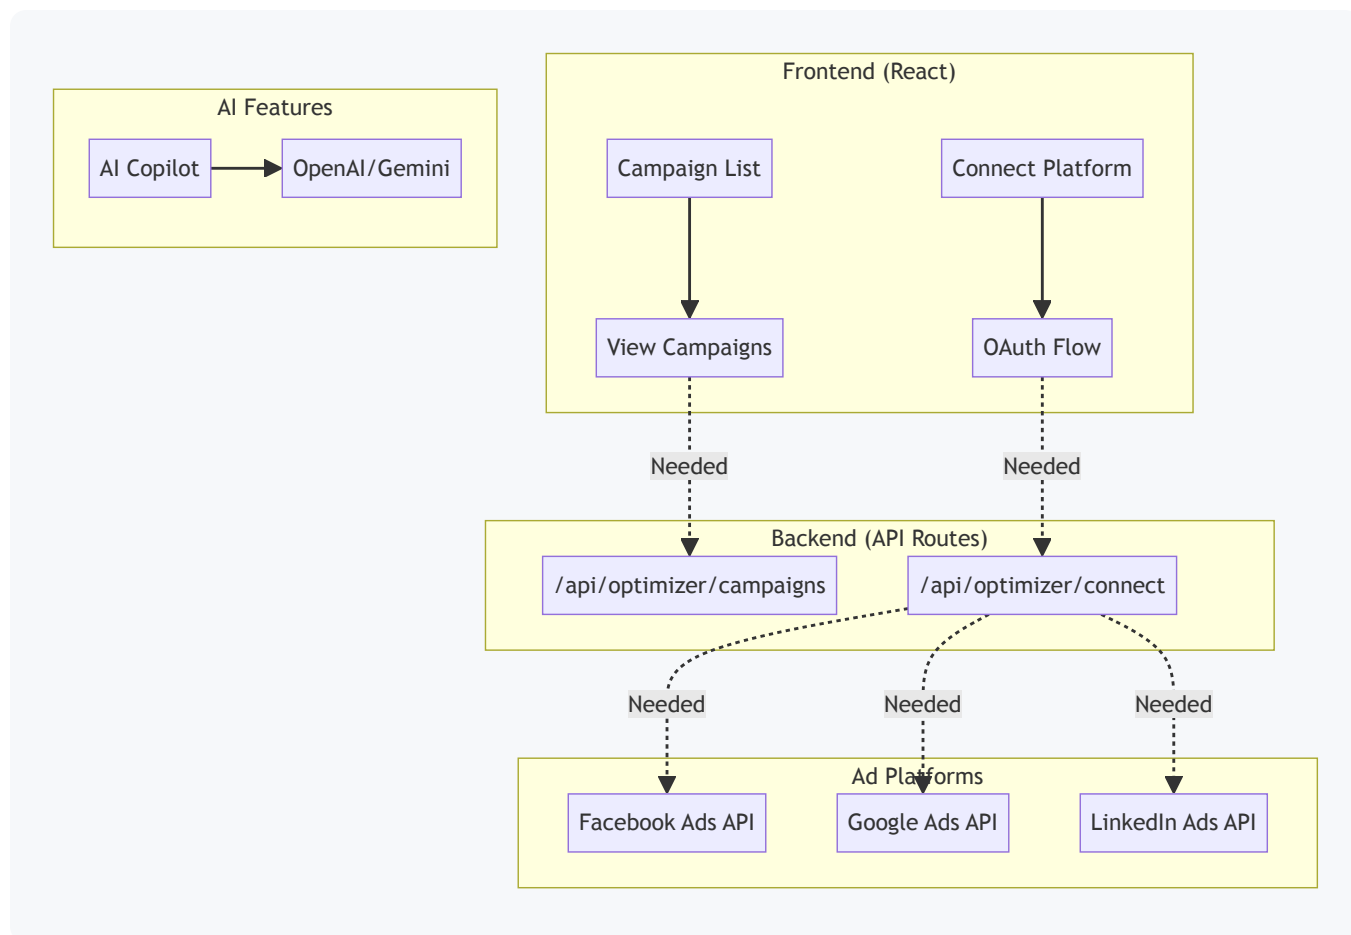 Frontend (React)
AI Features
AI Copilot
OpenAI/Gemini
Campaign List
Connect Platform
View Campaigns
OAuth Flow
Needed
Needed
Backend (API Routes)
/api/optimizer/campaigns
/api/optimizer/connect
Needed
Needed
Needed
Ad Platforms
Facebook Ads API
Google Ads API
LinkedIn Ads API